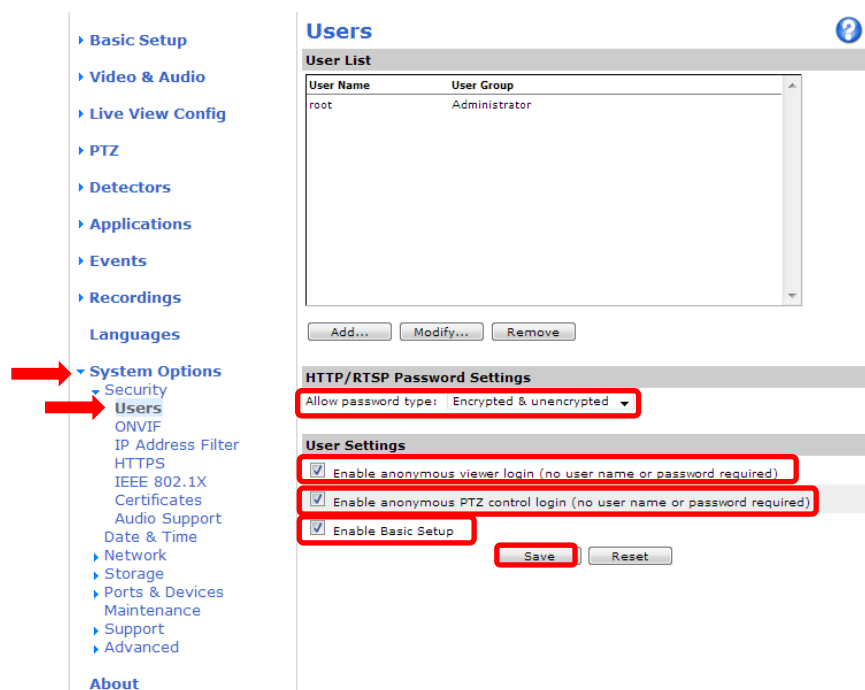 Basic Setup
Video & Audio
Live View Config
PTZ
Detectors
Applications
Events
Recordings
Languages
System Options
Security
Users
ONVIF
IP Address Filter
HTTPS
IEEE 802.1X
Certificates
Audio Support
Date & Time
Network
Storage
Ports & Devices
Maintenance
Support
Advanced
About
Users
?
User List
User Name User Group
root Administrator
Add... Modify... Remove
HTTP/RTSP Password Settings
Allow password type: Encrypted & unencrypted
User Settings
Enable anonymous viewer login (no user name or password required)
Enable anonymous PTZ control login (no user name or password required)
Enable Basic Setup
Save Reset